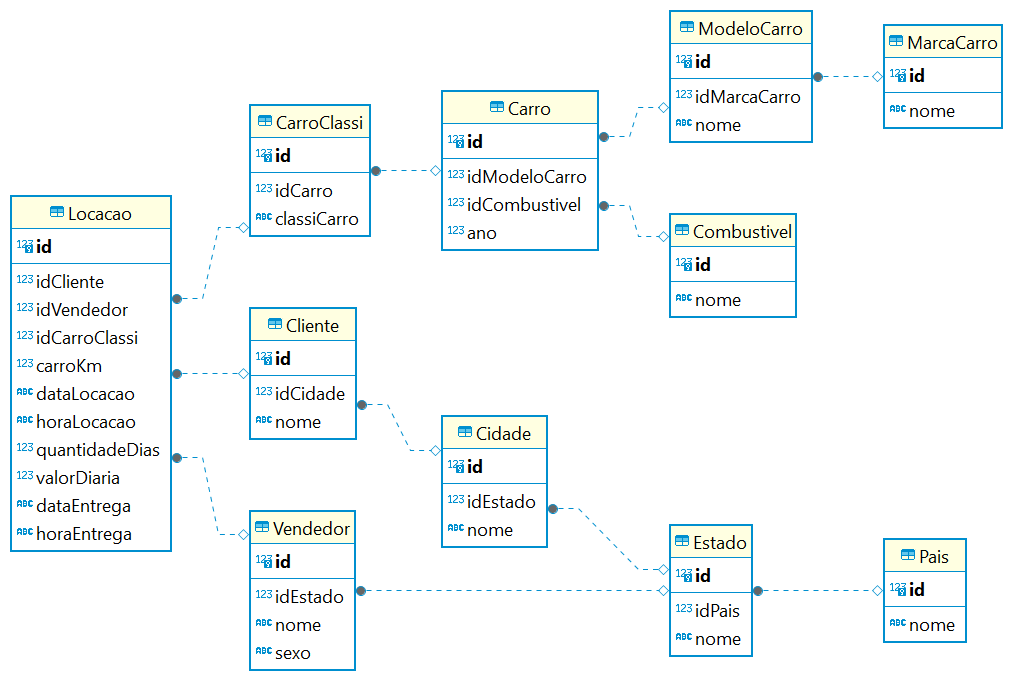 Locacao
123 id
123 idCliente
123 idVendedor
123 idCarroClassi
123 carroKm
ABC dataLocacao
ABC horaLocacao
123 quantidadeDias
123 valorDiaria
ABC dataEntrega
ABC horaEntrega
CarroClassi
123 id
123 idCarro
ABC classiCarro
Cliente
123 id
123 idCidade
ABC nome
Vendedor
123 id
123 idEstado
ABC nome
ABC sexo
Carro
123 id
123 idModeloCarro
123 idCombustivel
123 ano
Cidade
123 id
123 idEstado
ABC nome
ModeloCarro
123 id
123 idMarcaCarro
ABC nome
Combustivel
123 id
ABC nome
Estado
123 id
123 idPais
ABC nome
MarcaCarro
123 id
ABC nome
Pais
123 id
ABC nome